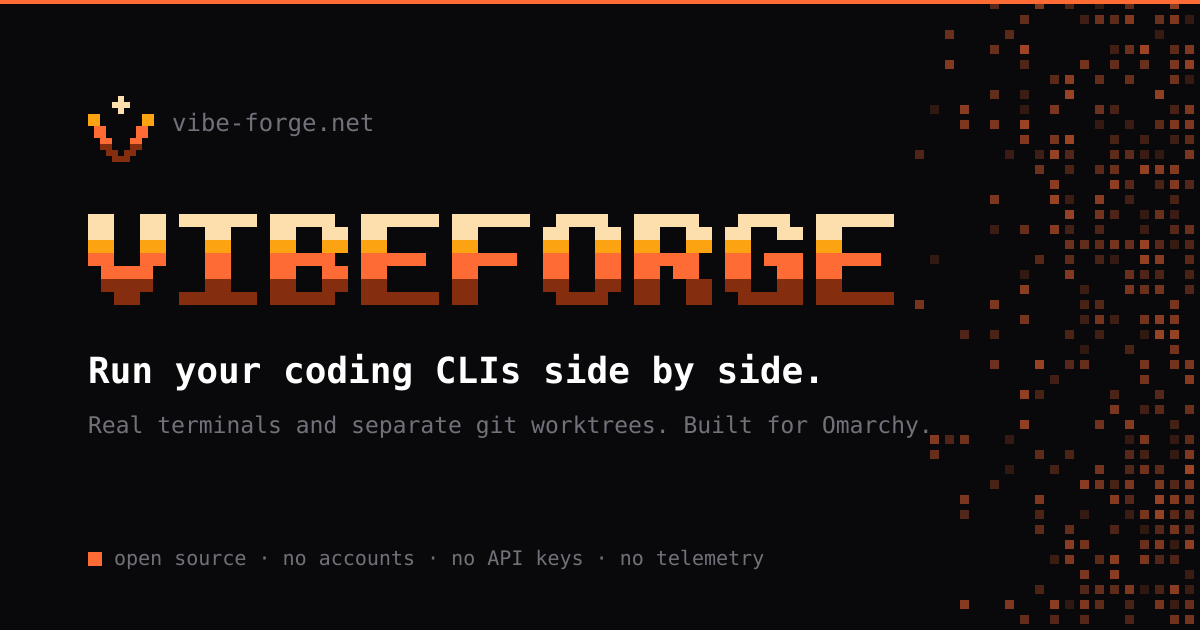 vibe-forge.net
VIBEFORGE
Run your coding CLIs side by side.
Real terminals and separate git worktrees. Built for Omarchy.
open source · no accounts · no API keys · no telemetry